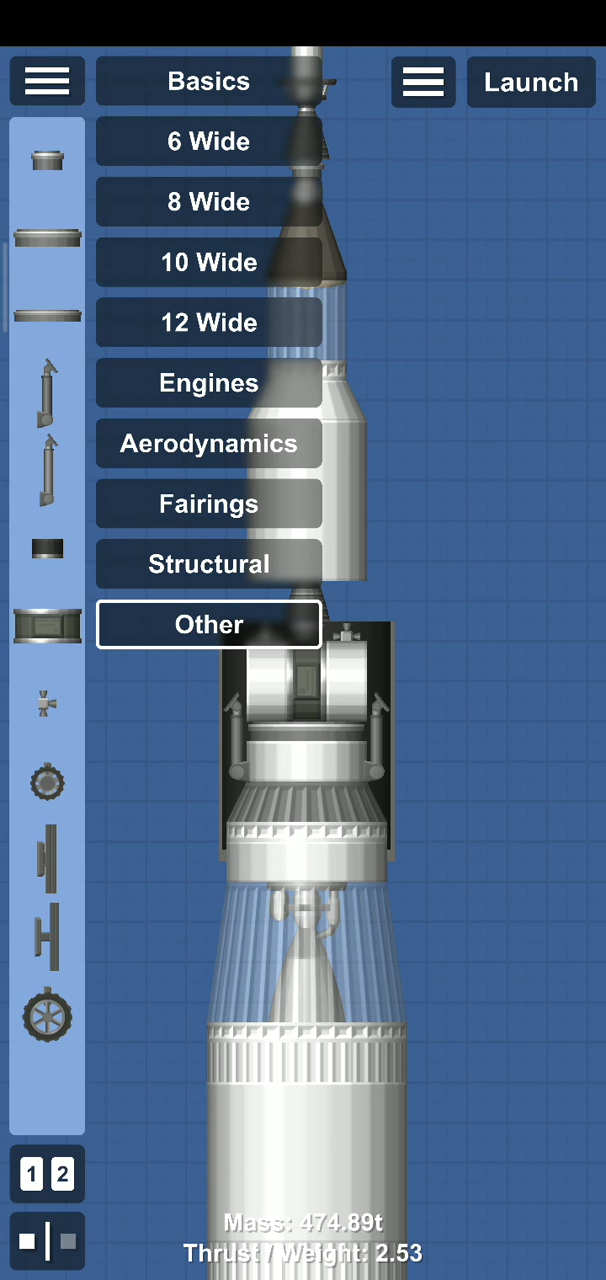 Basics
Launch
6 Wide
8 Wide
10 Wide
12 Wide
Engines
Aerodynamics
Fairings
Structural
Other
1 2
Mass: 474.89t
Thrust / Weight: 2.53